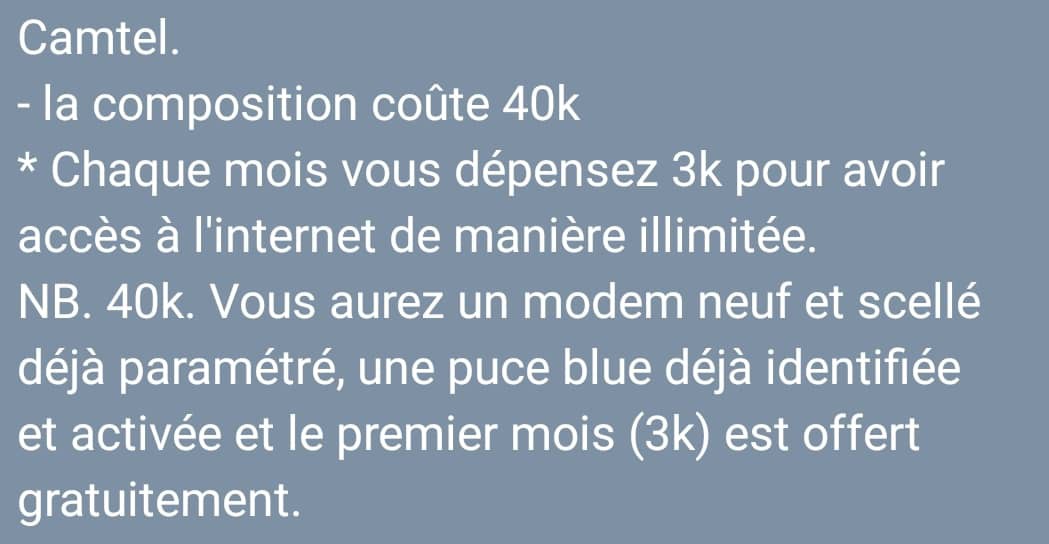 Camtel.
- la composition coûte 40k
* Chaque mois vous dépensez 3k pour avoir
accès à l'internet de manière illimitée.
NB. 40k. Vous aurez un modem neuf et scellé
déjà paramétré, une puce blue déjà identifiée
et activée et le premier mois (3k) est offert
gratuitement.